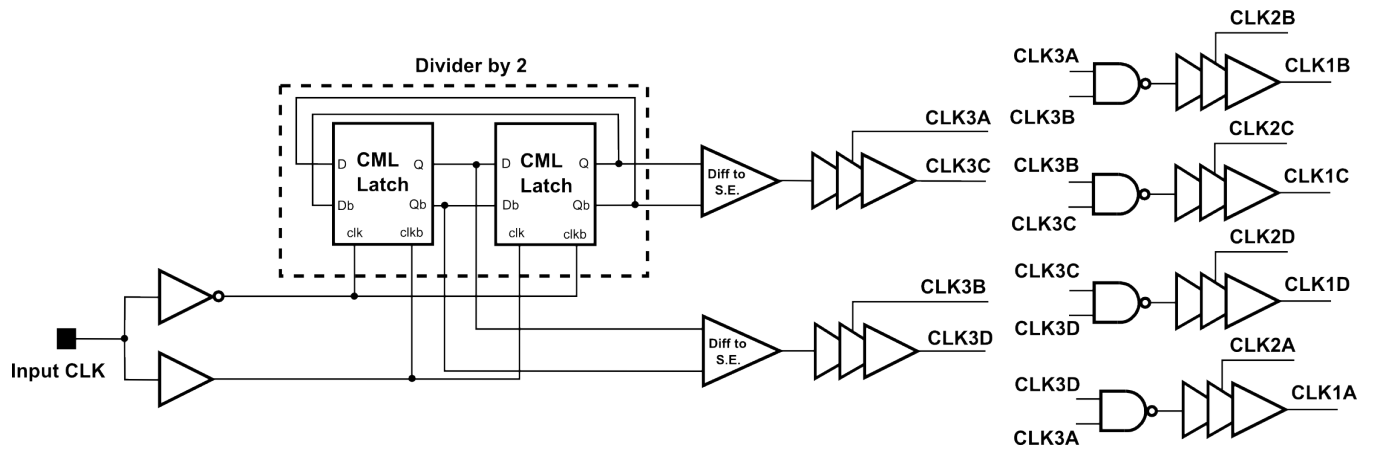 Divider by 2
D
CML
Latch
Q
Db
Qb
clk
clkb
D
CML
Latch
Q
Db
Qb
clk
clkb
Input CLK
Diff to
S.E.
CLK3A
CLK3C
Diff to
S.E.
CLK3B
CLK3D
CLK3A
CLK3B
CLK2B
CLK1B
CLK3B
CLK3C
CLK2C
CLK1C
CLK3C
CLK3D
CLK2D
CLK1D
CLK3D
CLK3A
CLK2A
CLK1A